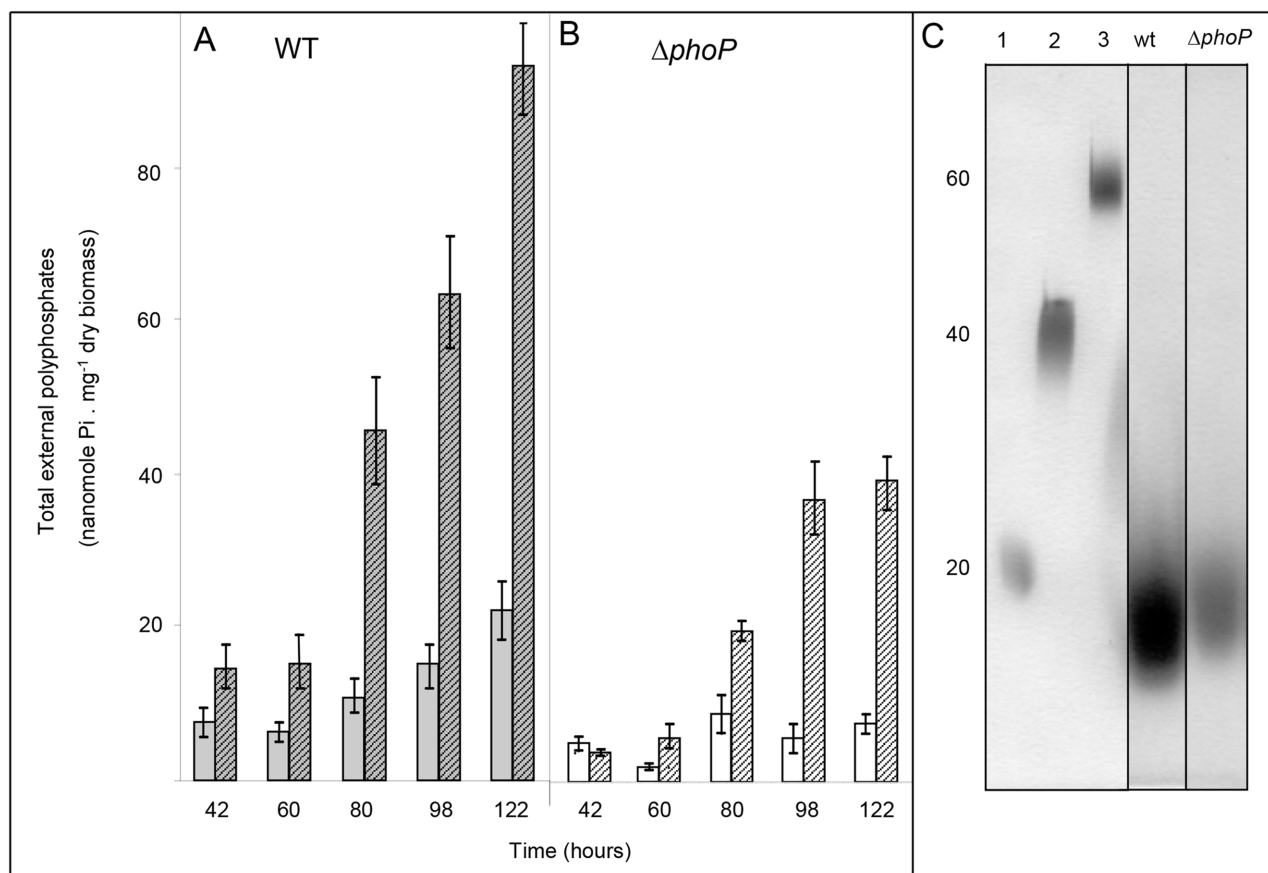 A WT
B ΔphoP
C 1 2 3 wt ΔphoP
Total external polyphosphates
(nanomole Pi . mg⁻¹ dry biomass)
80
60
40
20
60
40
20
42 60 80 98 122
42 60 80 98 122
Time (hours)